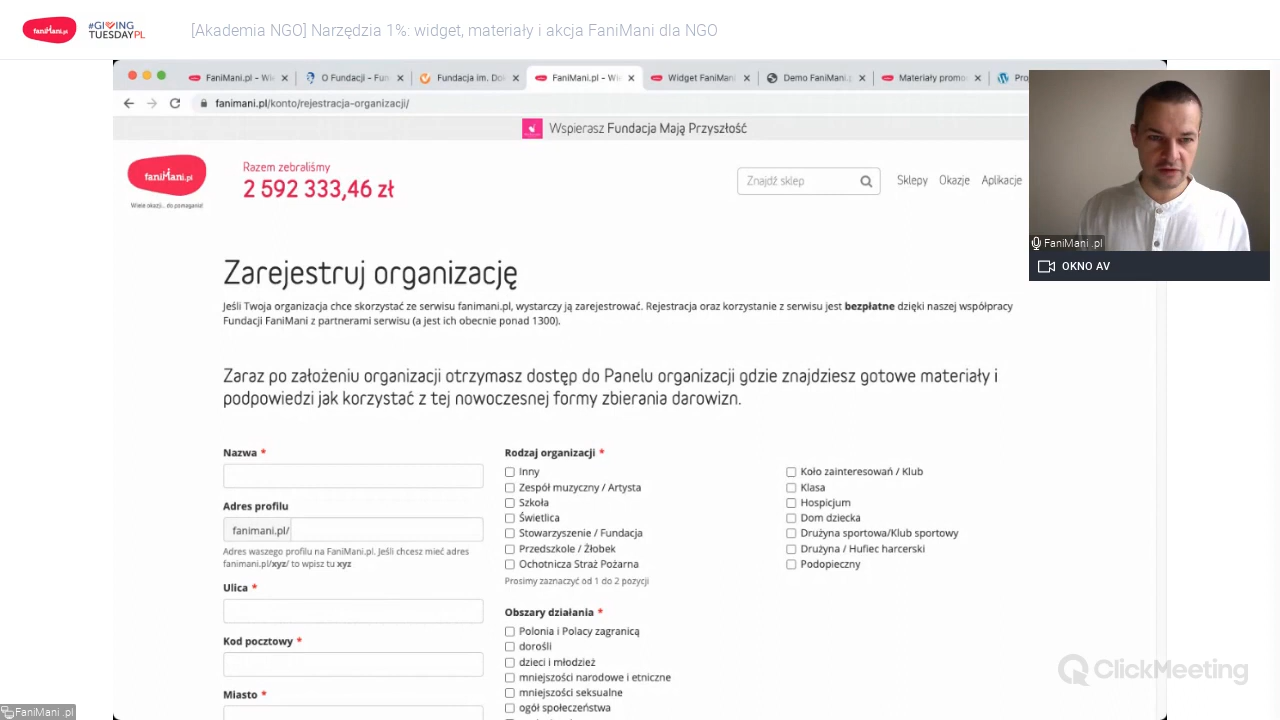 faniMani.pl
#GIVING
TUESDAYPL
[Akademia NGO] Narzędzia 1%: widget, materiały i akcja FaniMani dla NGO
FaniMani.pl - Wi
O Fundacji - Fun
Fundacja im. Do
FaniMani.pl - Wi
Widget FaniMani
Demo FaniMani.
Materiały promo
fanimani.pl/konto/rejestracja-organizacji/
Wspierasz Fundacja Mają Przyszłość
faniMani.pl
Wiele okazji... do pomagania!
Razem zebraliśmy
2 592 333,46 zł
Znajdź sklep
Sklepy Okazje Aplikacje
FaniMani .pl
OKNO AV
Zarejestruj organizację
Jeśli Twoja organizacja chce skorzystać ze serwisu fanimani.pl, wystarczy ją zarejestrować. Rejestracja oraz korzystanie z serwisu jest bezpłatne dzięki naszej współpracy
Fundacji FaniMani z partnerami serwisu (a jest ich obecnie ponad 1300).
Zaraz po założeniu organizacji otrzymasz dostęp do Panelu organizacji gdzie znajdziesz gotowe materiały i
podpowiedzi jak korzystać z tej nowoczesnej formy zbierania darowizn.
Nazwa *
Adres profilu
fanimani.pl/
Adres waszego profilu na FaniMani.pl. Jeśli chcesz mieć adres
fanimani.pl/xyz/ to wpisz tu xyz
Ulica *
Kod pocztowy *
Miasto *
Rodzaj organizacji *
Inny
Zespół muzyczny / Artysta
Szkoła
Świetlica
Stowarzyszenie / Fundacja
Przedszkole / Żłobek
Ochotnicza Straż Pożarna
Prosimy zaznaczyć od 1 do 2 pozycji
Koło zainteresowań / Klub
Klasa
Hospicjum
Dom dziecka
Drużyna sportowa/Klub sportowy
Drużyna / Hufiec harcerski
Podopieczny
Obszary działania *
Polonia i Polacy zagranicą
dorośli
dzieci i młodzież
mniejszości narodowe i etniczne
mniejszości seksualne
ogół społeczeństwa
ClickMeeting
FaniMani .pl